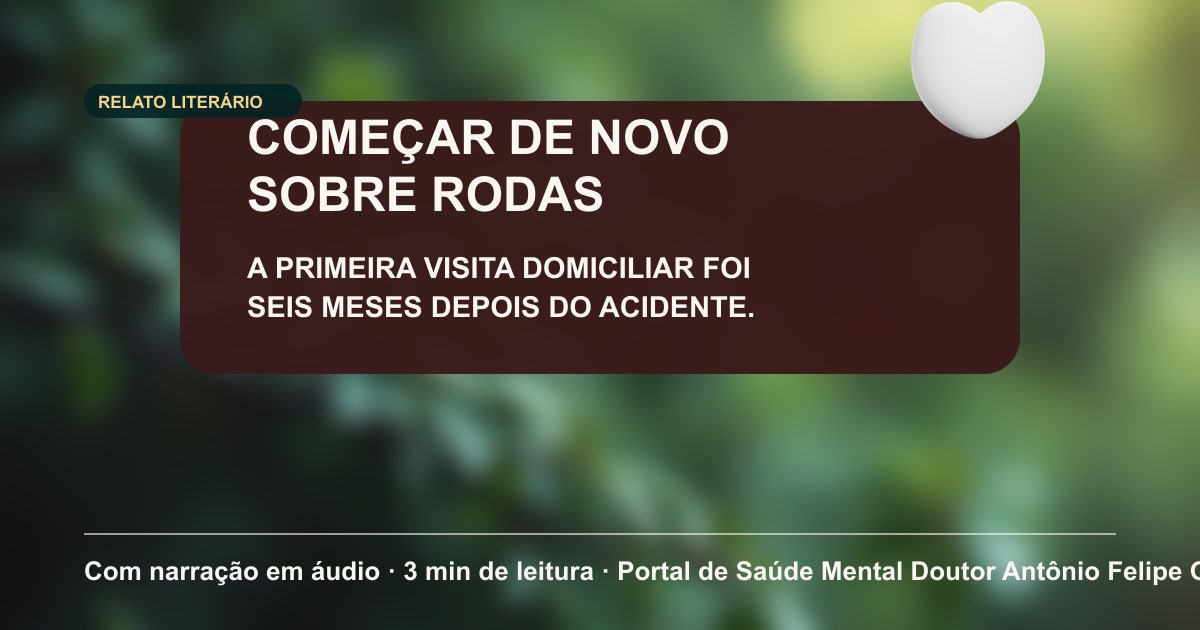 RELATO LITERÁRIO
COMEÇAR DE NOVO
SOBRE RODAS
A PRIMEIRA VISITA DOMICILIAR FOI
SEIS MESES DEPOIS DO ACIDENTE.
Com narração em áudio · 3 min de leitura · Portal de Saúde Mental Doutor Antônio Felipe